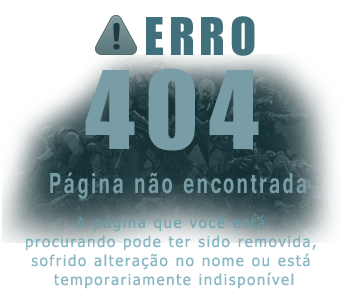 ERRO
404
Página não encontrada
A página que você está
procurando pode ter sido removida,
sofrido alteração no nome ou está
temporariamente indisponível